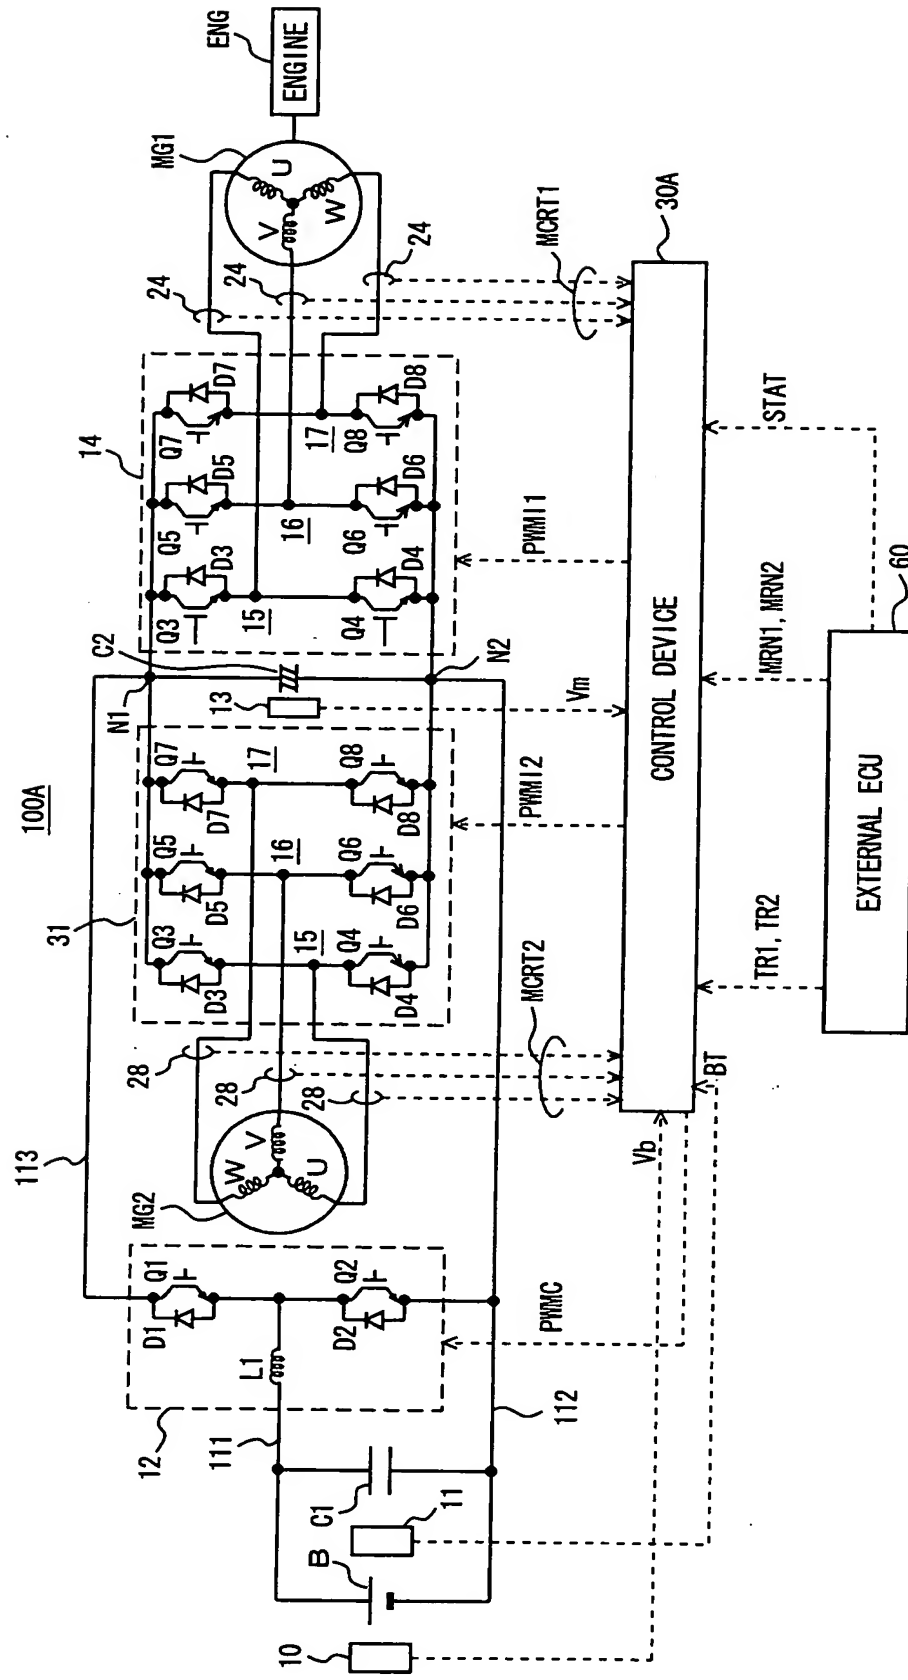 100A
113
N1
C2
31
14
MG1
ENG
ENGINE
Q1
D1
Q2
D2
L1
12
111
112
C1
B
10
11
MG2
W
V
U
28
28
28
Q3
D3
Q5
D5
Q7
D7
15
16
17
Q4
D4
Q6
D6
Q8
D8
13
N2
Q3
D3
Q5
D5
Q7
D7
15
16
17
Q4
D4
Q6
D6
Q8
D8
U
V
W
24
24
24
PWMC
MCRT2
PWMI2
Vm
PWMI1
MCRT1
30A
Vb
BT
CONTROL DEVICE
TR1, TR2
MRN1, MRN2
STAT
60
EXTERNAL ECU